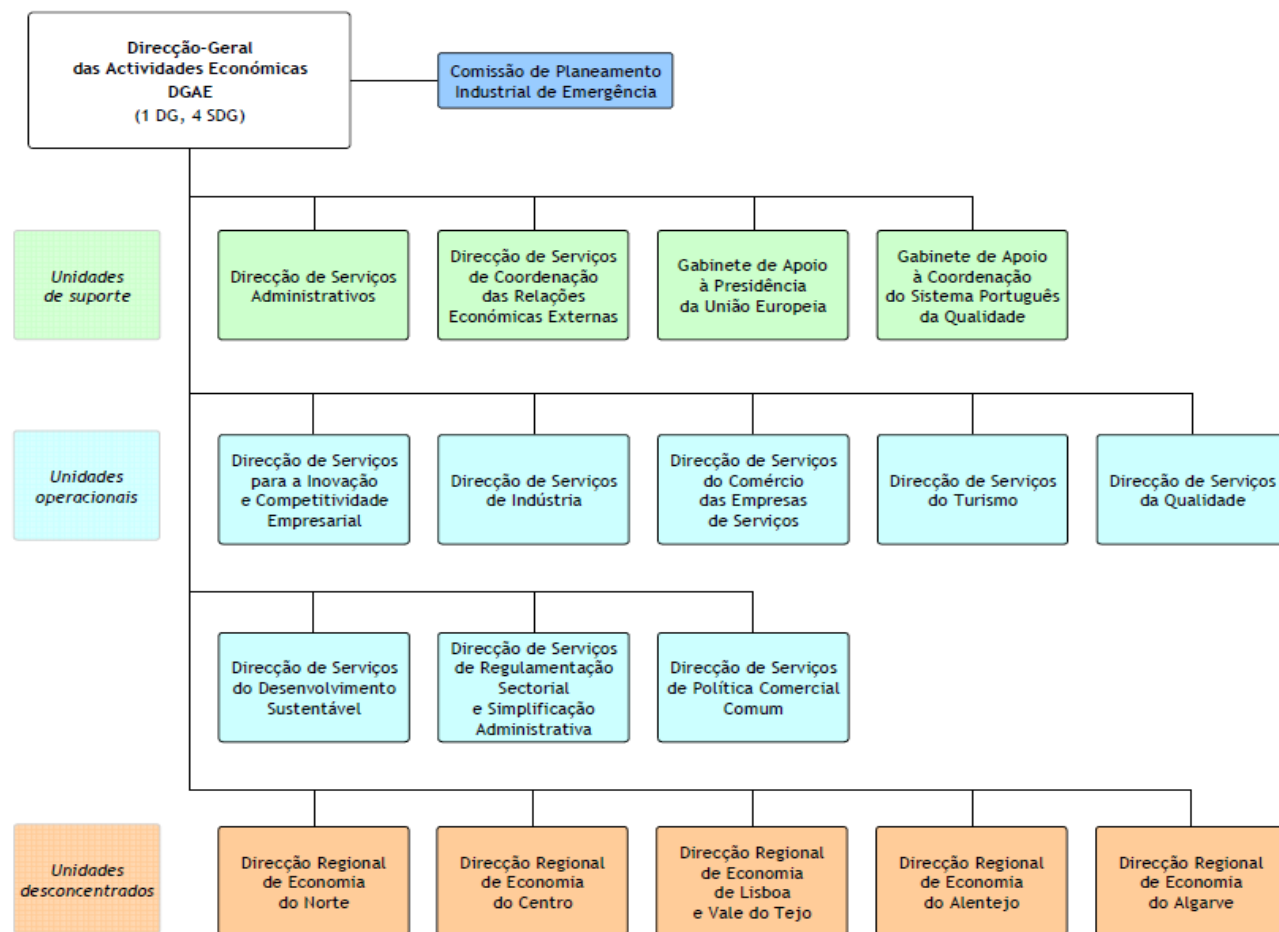 Direcção-Geral
das Actividades Económicas
DGAE
(1 DG, 4 SDG)
Comissão de Planeamento
Industrial de Emergência
Unidades
de suporte
Direcção de Serviços
Administrativos
Direcção de Serviços
de Coordenação
das Relações
Económicas Externas
Gabinete de Apoio
à Presidência
da União Europeia
Gabinete de Apoio
à Coordenação
do Sistema Português
da Qualidade
Unidades
operacionais
Direcção de Serviços
para a Inovação
e Competitividade
Empresarial
Direcção de Serviços
de Indústria
Direcção de Serviços
do Comércio
das Empresas
de Serviços
Direcção de Serviços
do Turismo
Direcção de Serviços
da Qualidade
Direcção de Serviços
do Desenvolvimento
Sustentável
Direcção de Serviços
de Regulamentação
Sectorial
e Simplificação
Administrativa
Direcção de Serviços
de Política Comercial
Comum
Unidades
desconcentrados
Direcção Regional
de Economia
do Norte
Direcção Regional
de Economia
do Centro
Direcção Regional
de Economia
de Lisboa
e Vale do Tejo
Direcção Regional
de Economia
do Alentejo
Direcção Regional
de Economia
do Algarve